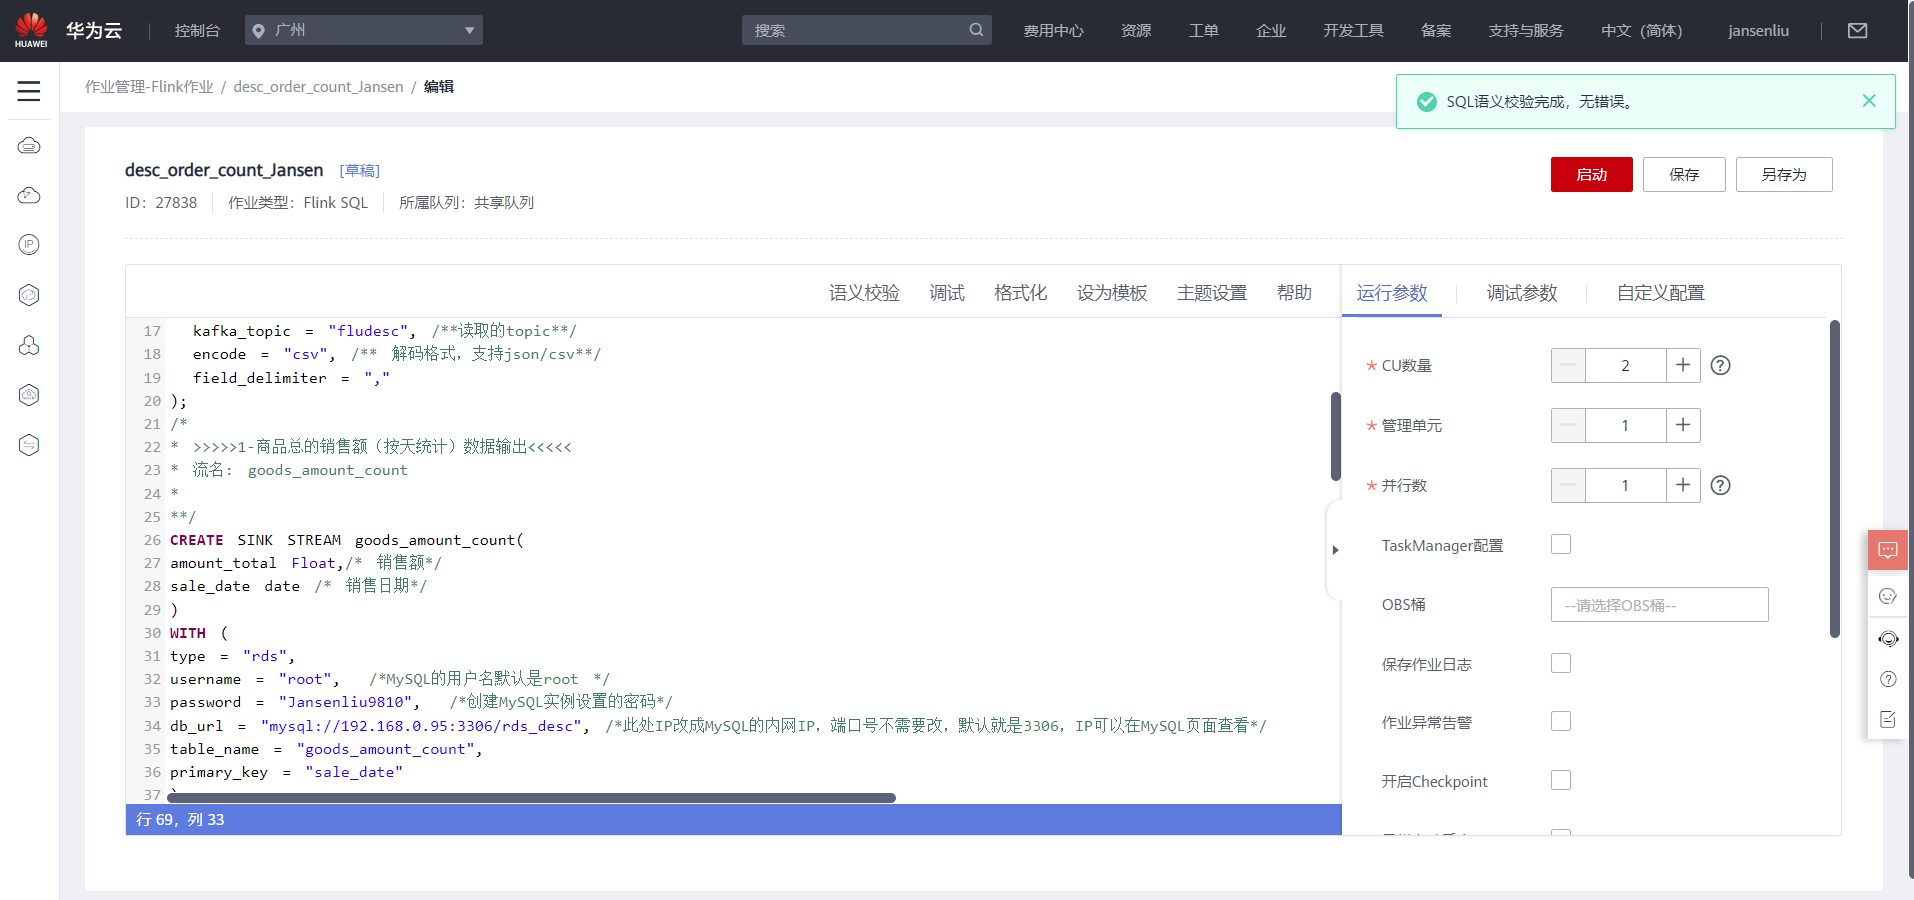 HUAWEI 华为云 控制台 广州 搜索 费用中心 资源 工单 企业 开发工具 备案 支持与服务 中文（简体） jansenliu
作业管理-Flink作业 / desc_order_count_Jansen / 编辑
SQL语义校验完成，无错误。
desc_order_count_Jansen [草稿]
启动 保存 另存为
ID：27838 作业类型：Flink SQL 所属队列：共享队列
语义校验 调试 格式化 设为模板 主题设置 帮助
17 kafka_topic = "fludesc", /**读取的topic**/
18 encode = "csv", /** 解码格式，支持json/csv**/
19 field_delimiter = ","
20 );
21 /*
22 * >>>>>1-商品总的销售额（按天统计）数据输出<<<<<
23 * 流名： goods_amount_count
24 *
25 **/
26 CREATE SINK STREAM goods_amount_count(
27 amount_total Float,/* 销售额*/
28 sale_date date /* 销售日期*/
29 )
30 WITH (
31 type = "rds",
32 username = "root", /*MySQL的用户名默认是root */
33 password = "Jansenliu9810", /*创建MySQL实例设置的密码*/
34 db_url = "mysql://192.168.0.95:3306/rds_desc", /*此处IP改成MySQL的内网IP，端口号不需要改，默认就是3306，IP可以在MySQL页面查看*/
35 table_name = "goods_amount_count",
36 primary_key = "sale_date"
37
行 69，列 33
运行参数 调试参数 自定义配置
* CU数量 2
* 管理单元 1
* 并行数 1
TaskManager配置
OBS桶 --请选择OBS桶--
保存作业日志
作业异常告警
开启Checkpoint
IP